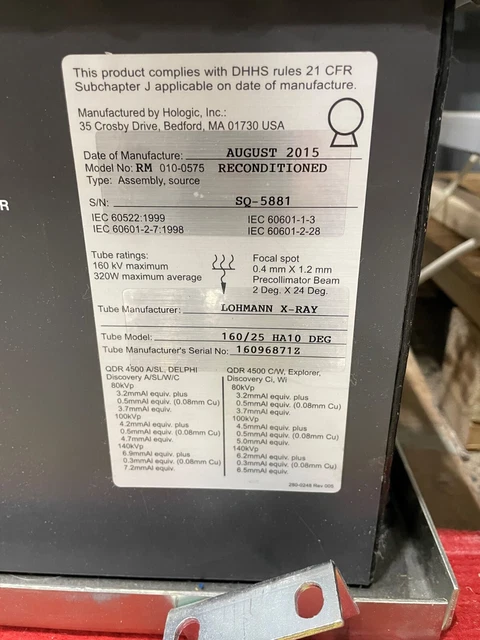 This product complies with DHHS rules 21 CFR
Subchapter J applicable on date of manufacture.
Manufactured by Hologic, Inc.:
35 Crosby Drive, Bedford, MA 01730 USA
Date of Manufacture: AUGUST 2015
Model No: RM 010-0575 RECONDITIONED
Type: Assembly, source
S/N: SQ-5881
IEC 60522:1999 IEC 60601-1-3
IEC 60601-2-7:1998 IEC 60601-2-28
Tube ratings: Focal spot
160 kV maximum 0.4 mm X 1.2 mm
320W maximum average Precollimator Beam
2 Deg. X 24 Deg.
Tube Manufacturer: LOHMANN X-RAY
Tube Model: 160/25 HA10 DEG
Tube Manufacturer's Serial No: 16096871Z
QDR 4500 A/SL, DELPHI QDR 4500 C/W, Explorer,
Discovery A/SL/W/C Discovery Ci, Wi
80kVp 80kVp
3.2mmAl equiv. plus 3.2mmAl equiv. plus
0.5mmAl equiv. (0.08mm Cu) 0.5mmAl equiv. (0.08mm Cu)
3.7mmAl equiv. 3.7mmAl equiv.
100kVp 100kVp
4.2mmAl equiv. plus 4.5mmAl equiv. plus
0.5mmAl equiv. (0.08mm Cu) 0.5mmAl equiv. (0.08mm Cu)
4.7mmAl equiv. 5.0mmAl equiv.
140kVp 140kVp
6.9mmAl equiv. plus 6.2mmAl equiv. plus
0.3mmAl equiv. (0.08mm Cu) 0.3mmAl equiv. (0.08mm Cu)
7.2mmAl equiv. 6.5mmAl equiv.
290-0248 Rev 005
R